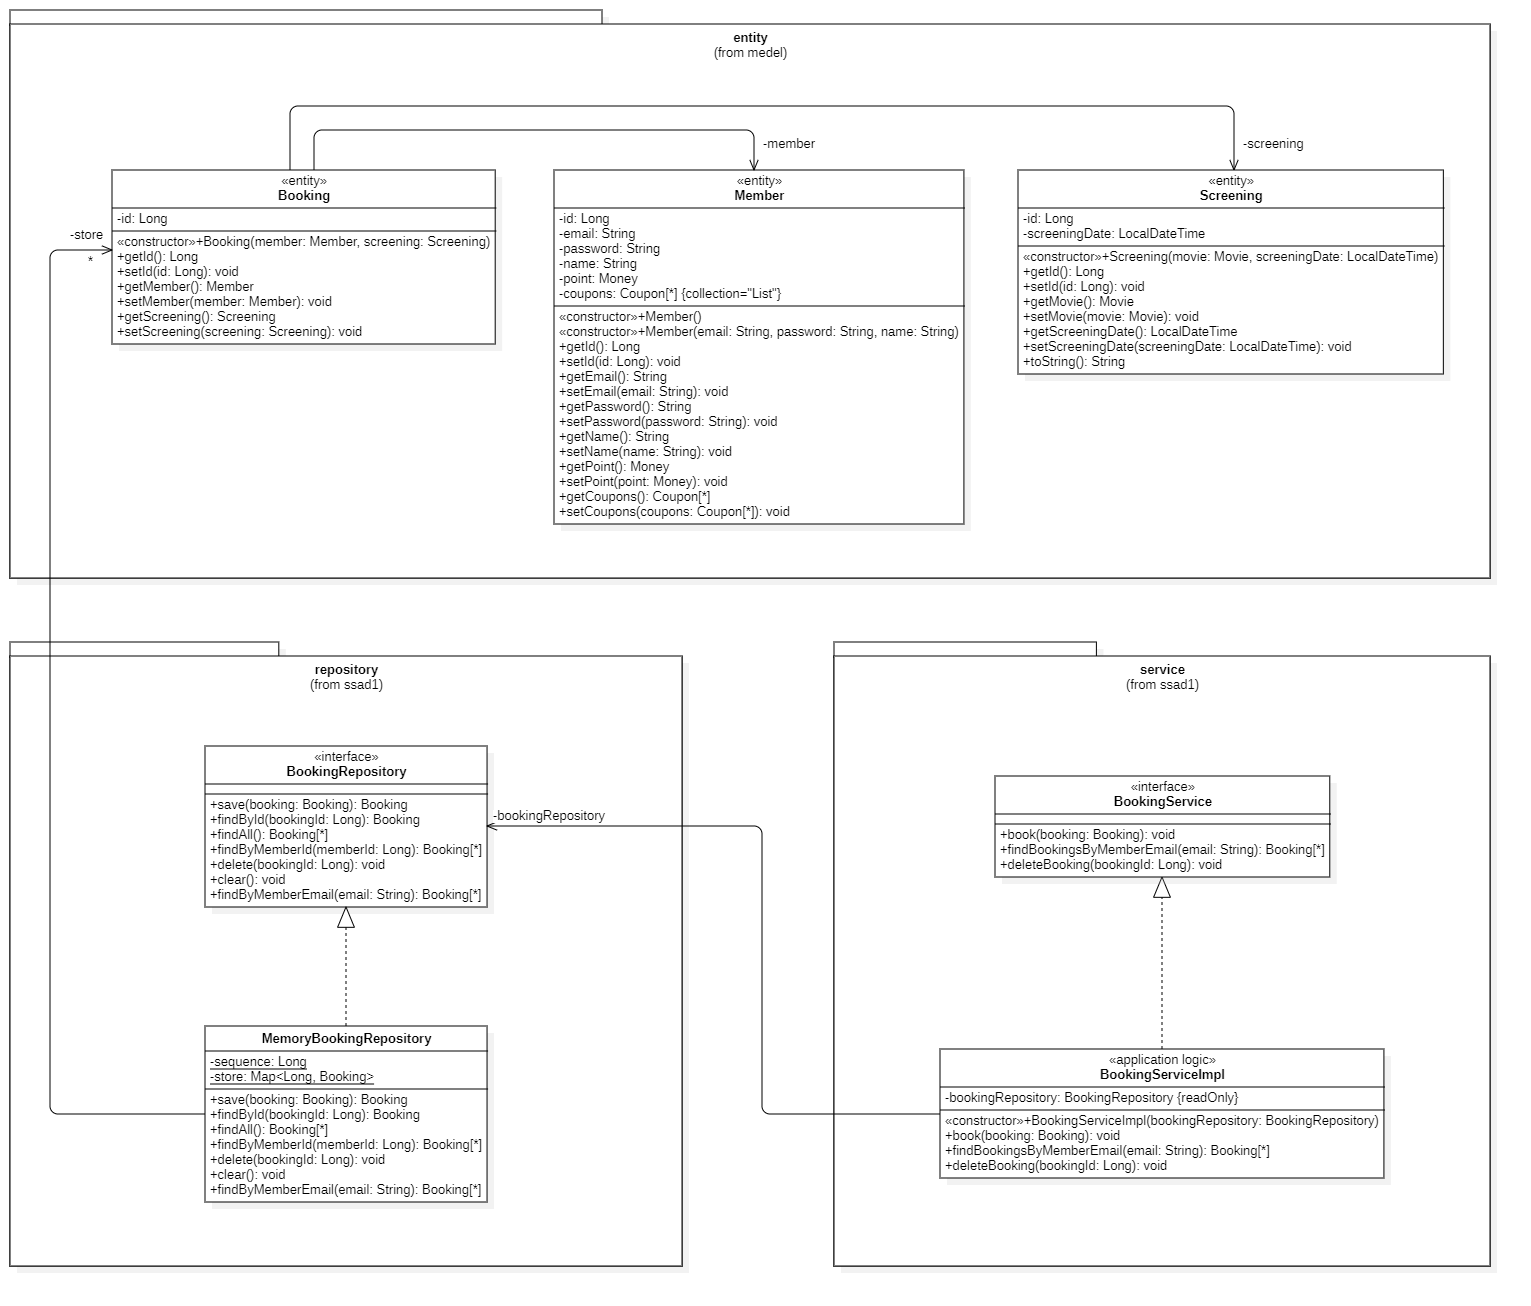 entity
(from medel)
-member
-screening
«entity»
Booking
-id: Long
«constructor»+Booking(member: Member, screening: Screening)
+getId(): Long
+setId(id: Long): void
+getMember(): Member
+setMember(member: Member): void
+getScreening(): Screening
+setScreening(screening: Screening): void
-store
*
«entity»
Member
-id: Long
-email: String
-password: String
-name: String
-point: Money
-coupons: Coupon[*] {collection="List"}
«constructor»+Member()
«constructor»+Member(email: String, password: String, name: String)
+getId(): Long
+setId(id: Long): void
+getEmail(): String
+setEmail(email: String): void
+getPassword(): String
+setPassword(password: String): void
+getName(): String
+setName(name: String): void
+getPoint(): Money
+setPoint(point: Money): void
+getCoupons(): Coupon[*]
+setCoupons(coupons: Coupon[*]): void
«entity»
Screening
-id: Long
-screeningDate: LocalDateTime
«constructor»+Screening(movie: Movie, screeningDate: LocalDateTime)
+getId(): Long
+setId(id: Long): void
+getMovie(): Movie
+setMovie(movie: Movie): void
+getScreeningDate(): LocalDateTime
+setScreeningDate(screeningDate: LocalDateTime): void
+toString(): String
repository
(from ssad1)
«interface»
BookingRepository
+save(booking: Booking): Booking
+findById(bookingId: Long): Booking
+findAll(): Booking[*]
+findByMemberId(memberId: Long): Booking[*]
+delete(bookingId: Long): void
+clear(): void
+findByMemberEmail(email: String): Booking[*]
-bookingRepository
MemoryBookingRepository
-sequence: Long
-store: Map<Long, Booking>
+save(booking: Booking): Booking
+findById(bookingId: Long): Booking
+findAll(): Booking[*]
+findByMemberId(memberId: Long): Booking[*]
+delete(bookingId: Long): void
+clear(): void
+findByMemberEmail(email: String): Booking[*]
service
(from ssad1)
«interface»
BookingService
+book(booking: Booking): void
+findBookingsByMemberEmail(email: String): Booking[*]
+deleteBooking(bookingId: Long): void
«application logic»
BookingServiceImpl
-bookingRepository: BookingRepository {readOnly}
«constructor»+BookingServiceImpl(bookingRepository: BookingRepository)
+book(booking: Booking): void
+findBookingsByMemberEmail(email: String): Booking[*]
+deleteBooking(bookingId: Long): void